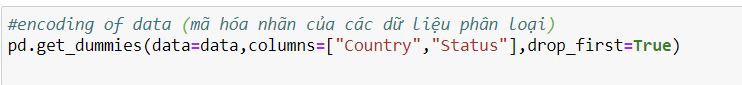 #encoding of data (mã hóa nhãn của các dữ liệu phân loại)
pd.get_dummies(data=data,columns=["Country","Status"],drop_first=True)